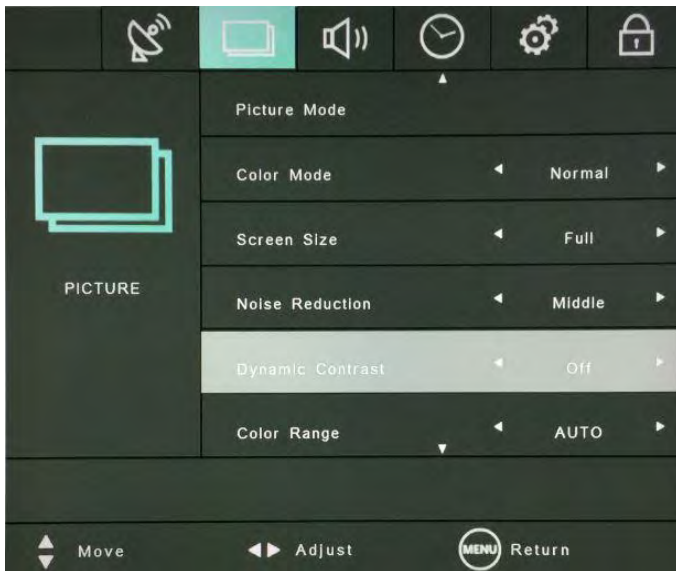 Picture Mode
Color Mode Normal
Screen Size Full
PICTURE
Noise Reduction Middle
Dynamic Contrast Off
Color Range AUTO
Move Adjust MENU Return